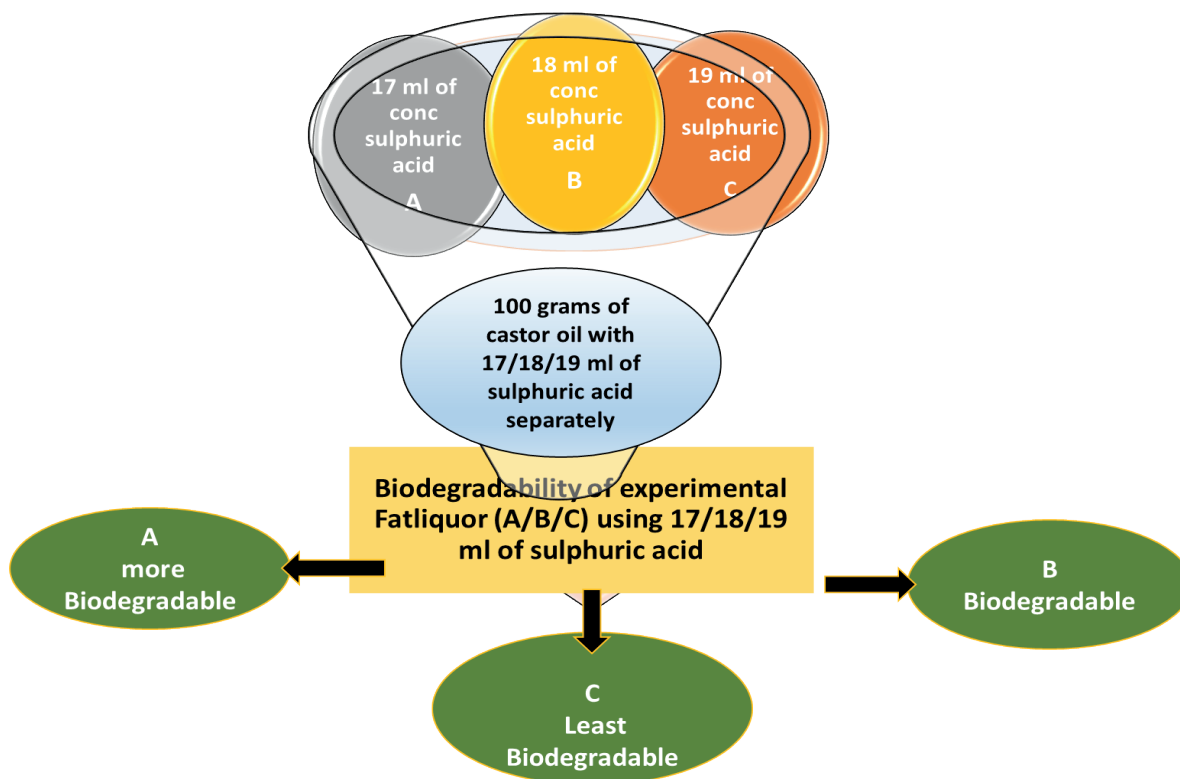 17 ml of
conc
sulphuric
acid
A
18 ml of
conc
sulphuric
acid
B
19 ml of
conc
sulphuric
acid
C
100 grams of
castor oil with
17/18/19 ml of
sulphuric acid
separately
Biodegradability of experimental
Fatliquor (A/B/C) using 17/18/19
ml of sulphuric acid
A
more
Biodegradable
B
Biodegradable
C
Least
Biodegradable